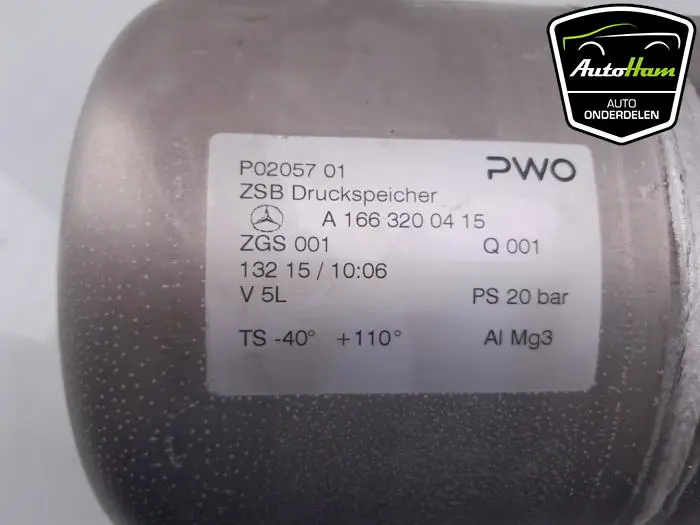 AutoHam
AUTO
ONDERDELEN
P02057 01
PWO
ZSB Druckspeicher
A 166 320 04 15
ZGS 001 Q 001
132 15 / 10:06
V 5L PS 20 bar
TS -40° +110° Al Mg3